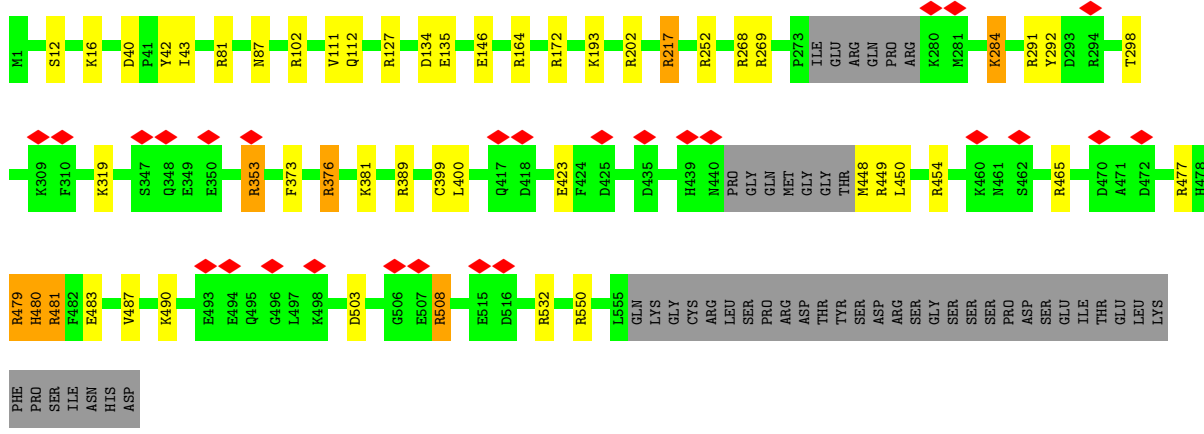 M1 S12 K16 D40 P41 Y42 I43 R81 N87 R102 V111 Q112 R127 D134 E135 E146 R164 R172 K193 R202 R217 R252 R268 R269 P273 ILE GLU ARG GLN PRO ARG K280 M281 K284 R291 Y292 D293 R294 T298
K309 F310 K319 S347 Q348 E349 E350 R353 F373 R376 K381 R389 C399 L400 Q417 D418 E423 F424 D425 D435 H439 N440 PRO GLY GLN MET GLY GLY THR M448 R449 L450 R454 K460 N461 S462 R465 D470 A471 D472 R477 H478
R479 H480 R481 F482 E483 V487 K490 E493 E494 Q495 G496 L497 K498 D503 G506 E507 R508 E515 D516 R532 R550 L555 GLN LYS GLY CYS ARG LEU SER PRO ARG ASP THR TYR SER ASP ARG SER GLY SER SER SER PRO ASP SER GLU ILE THR GLU LEU LYS
PHE PRO SER ILE ASN HIS ASP